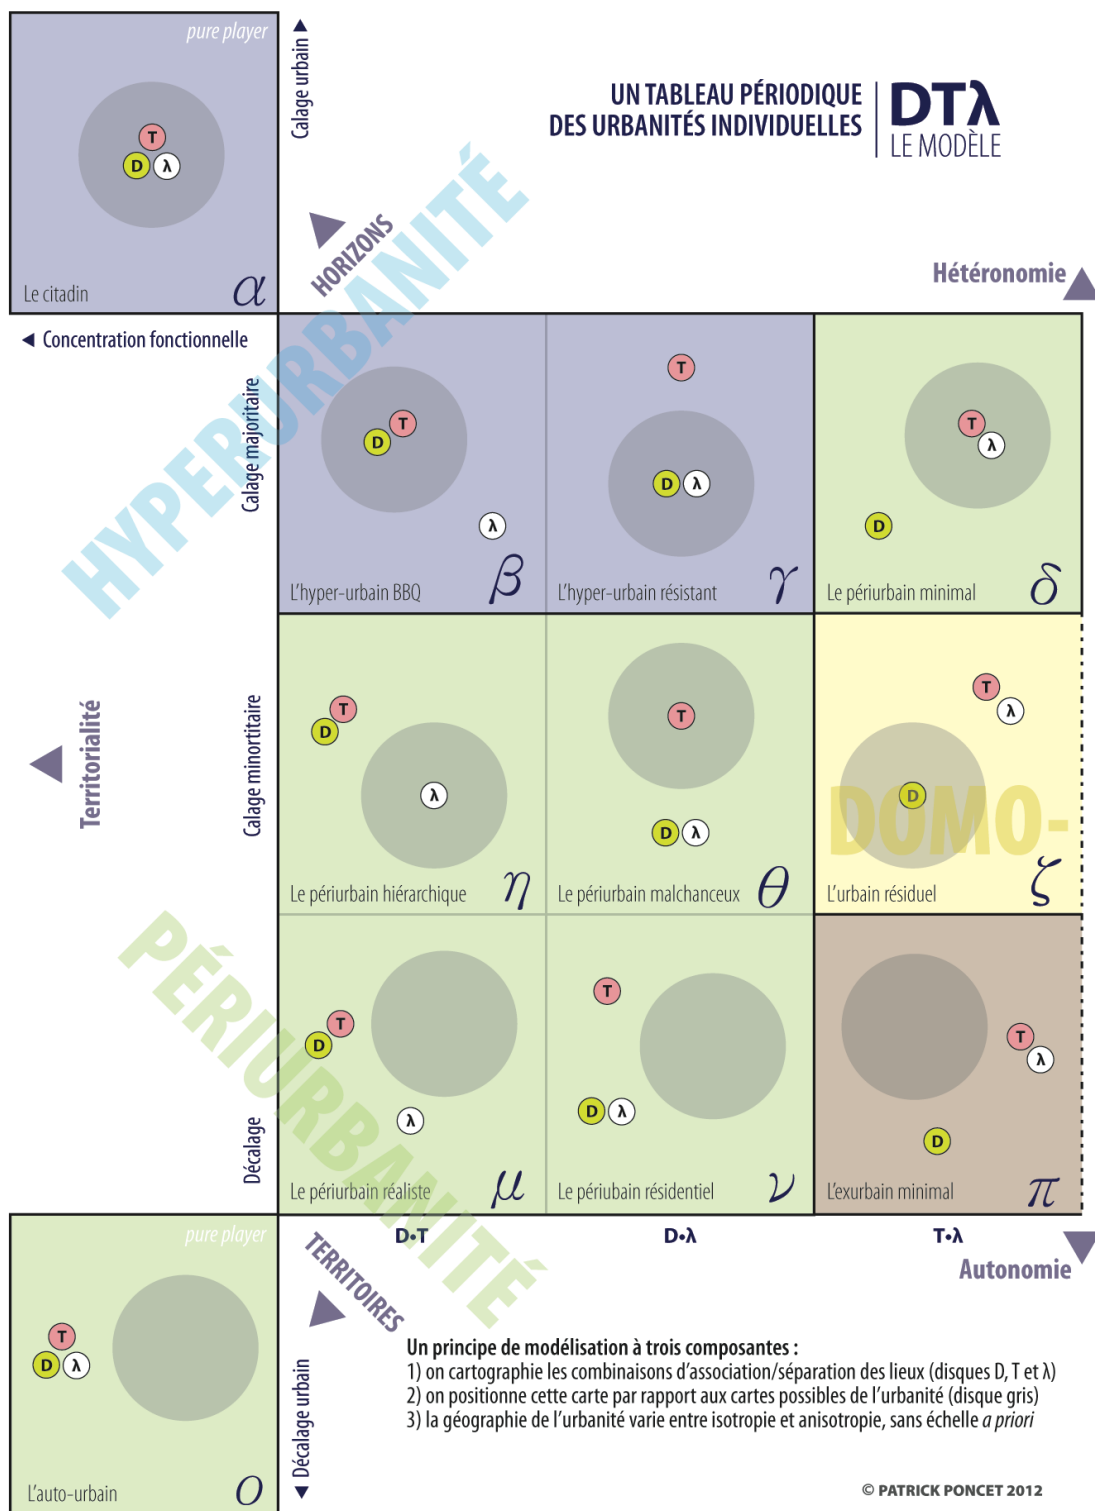 pure player
T
D λ
Le citadin
α
Calage urbain
UN TABLEAU PÉRIODIQUE
DES URBANITÉS INDIVIDUELLES
DTλ
LE MODÈLE
HORIZONS
HYPERURBANITÉ
Hétéronomie
Concentration fonctionnelle
Calage majoritaire
T
D
λ
L'hyper-urbain BBQ
β
T
D λ
L'hyper-urbain résistant
γ
T
λ
D
Le périurbain minimal
δ
Territorialité
Calage minortitaire
T
D
λ
Le périurbain hiérarchique
η
T
D λ
Le périurbain malchanceux
θ
T
λ
D
DOMO-
L'urbain résiduel
ζ
PÉRIURBANITÉ
Décalage
T
D
λ
Le périurbain réaliste
μ
T
D λ
Le périubain résidentiel
ν
T
λ
D
L'exurbain minimal
π
D•T
D•λ
T•λ
Autonomie
TERRITOIRES
pure player
T
D λ
L'auto-urbain
ο
Décalage urbain
Un principe de modélisation à trois composantes :
1) on cartographie les combinaisons d'association/séparation des lieux (disques D, T et λ)
2) on positionne cette carte par rapport aux cartes possibles de l'urbanité (disque gris)
3) la géographie de l'urbanité varie entre isotropie et anisotropie, sans échelle a priori
© PATRICK PONCET 2012